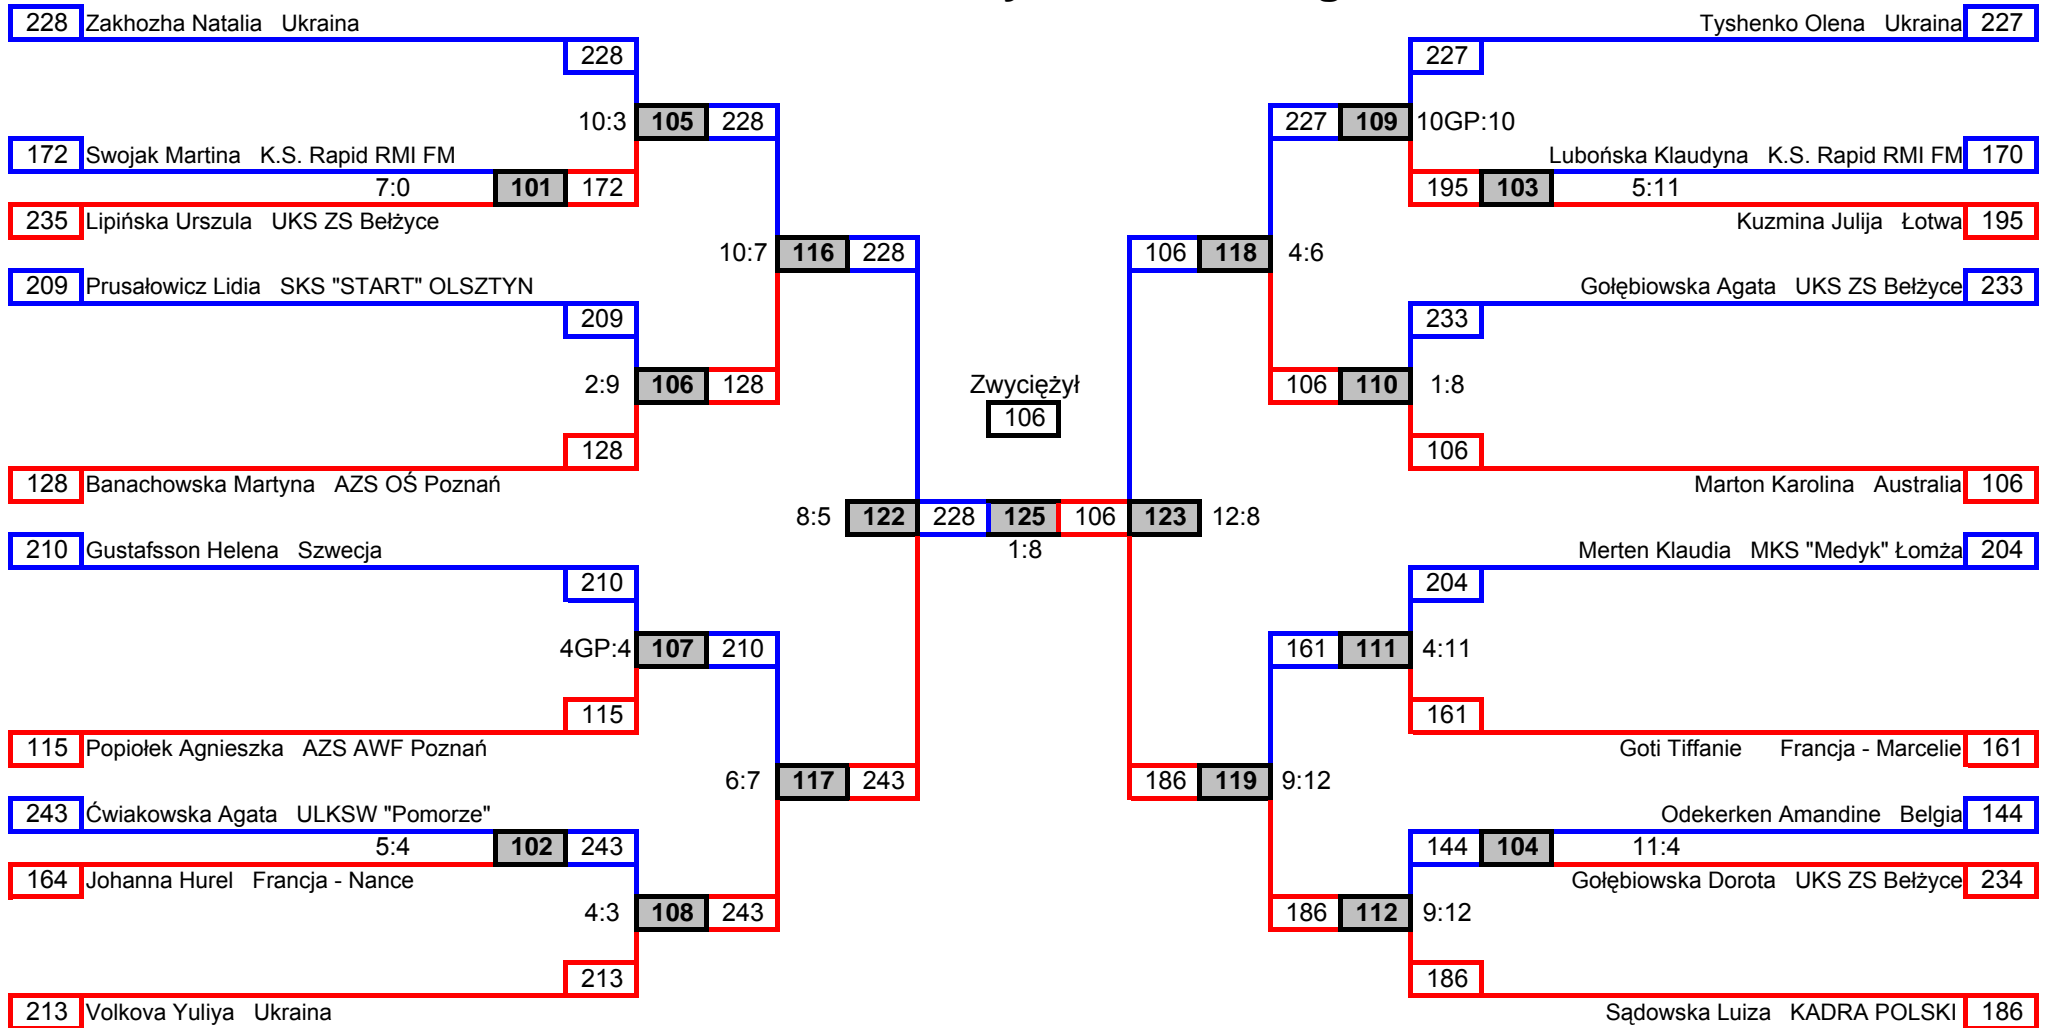 228 Zakhozha Natalia Ukraina
Tyshenko Olena Ukraina 227
228
227
10:3 105 228
227 109 10GP:10
172 Swojak Martina K.S. Rapid RMI FM
Lubońska Klaudyna K.S. Rapid RMI FM 170
7:0 101 172
195 103 5:11
235 Lipińska Urszula UKS ZS Bełżyce
Kuzmina Julija Łotwa 195
10:7 116 228
106 118 4:6
209 Prusałowicz Lidia SKS "START" OLSZTYN
Gołębiowska Agata UKS ZS Bełżyce 233
209
233
2:9 106 128
Zwyciężył
106 110 1:8
106
128
106
128 Banachowska Martyna AZS OŚ Poznań
Marton Karolina Australia 106
8:5 122 228 125 106 123 12:8
1:8
210 Gustafsson Helena Szwecja
Merten Klaudia MKS "Medyk" Łomża 204
210
204
4GP:4 107 210
161 111 4:11
115
161
115 Popiołek Agnieszka AZS AWF Poznań
Goti Tiffanie Francja - Marcelie 161
6:7 117 243
186 119 9:12
243 Ćwiakowska Agata ULKSW "Pomorze"
Odekerken Amandine Belgia 144
5:4 102 243
144 104 11:4
164 Johanna Hurel Francja - Nance
Gołębiowska Dorota UKS ZS Bełżyce 234
4:3 108 243
186 112 9:12
213
186
213 Volkova Yuliya Ukraina
Sądowska Luiza KADRA POLSKI 186